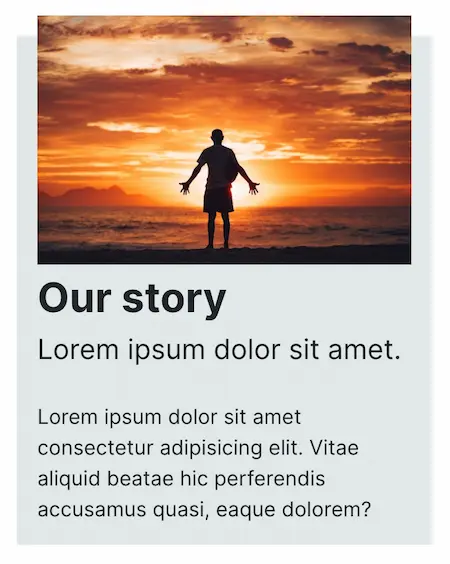 Our story
Lorem ipsum dolor sit amet.
Lorem ipsum dolor sit amet
consectetur adipisicing elit. Vitae
aliquid beatae hic perferendis
accusamus quasi, eaque dolorem?